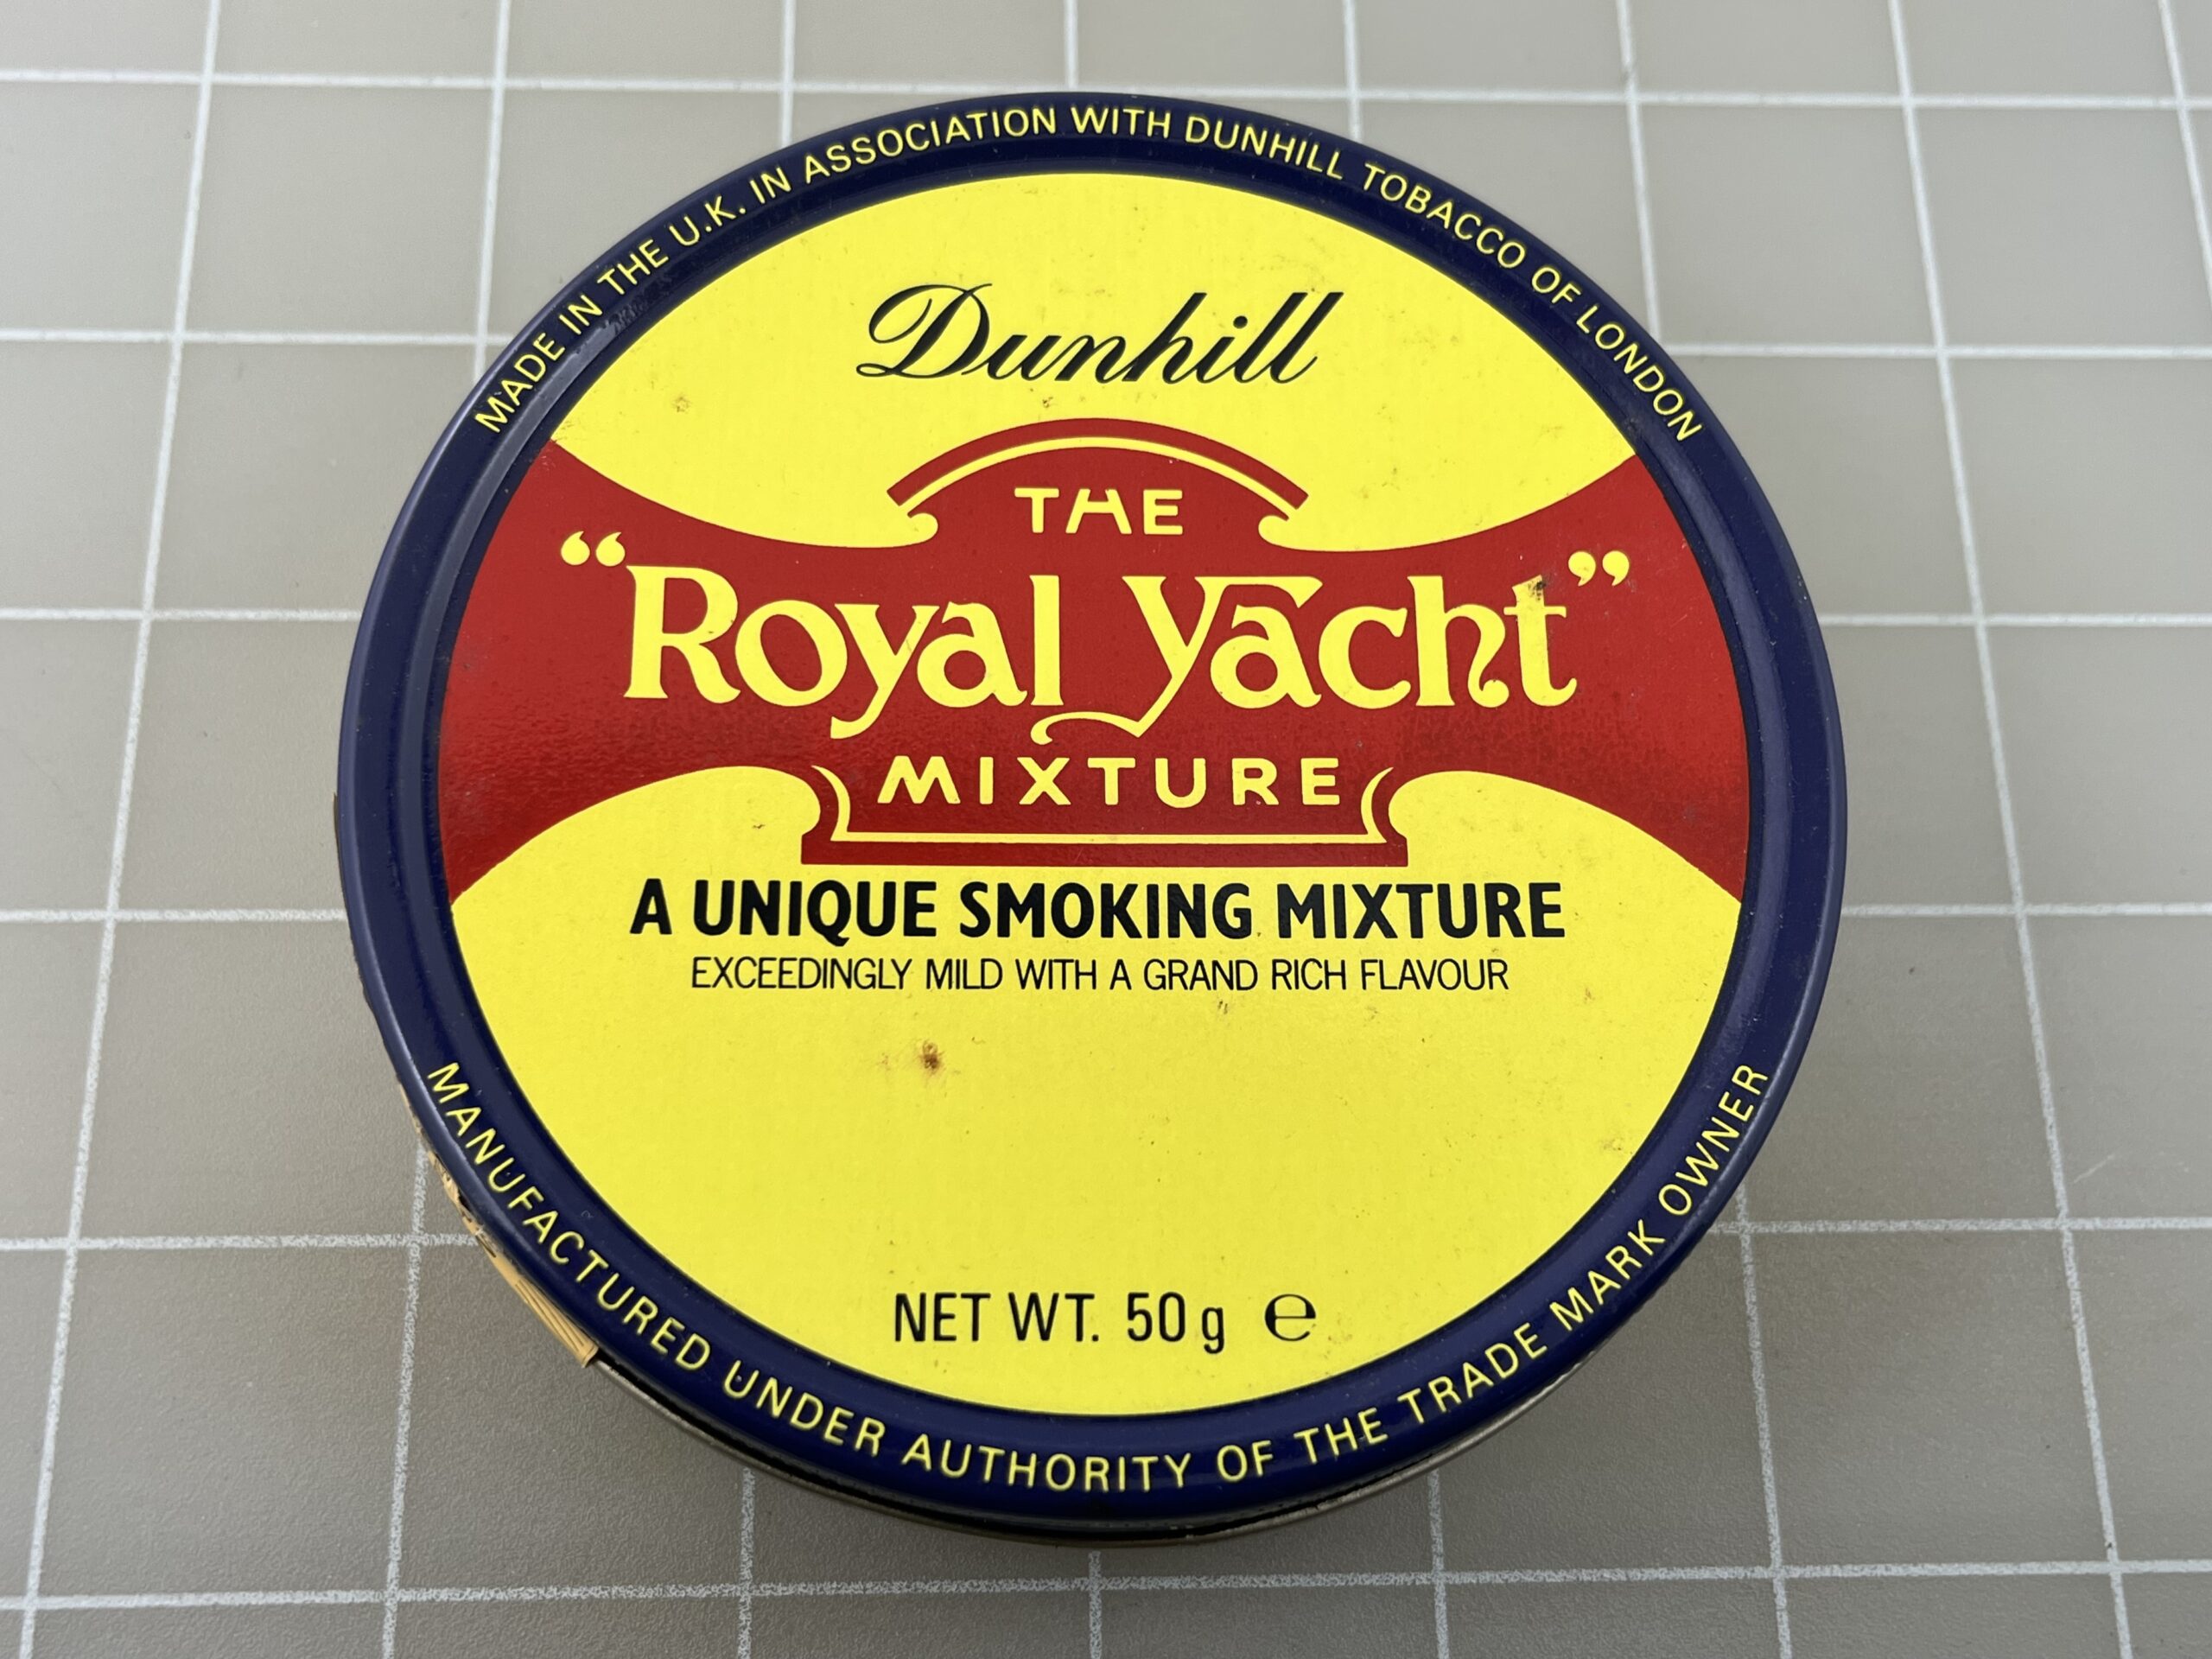 MADE IN THE U.K. IN ASSOCIATION WITH DUNHILL TOBACCO OF LONDON
Dunhill
THE
“Royal Yacht”
MIXTURE
A UNIQUE SMOKING MIXTURE
EXCEEDINGLY MILD WITH A GRAND RICH FLAVOUR
NET WT. 50g ℮
MANUFACTURED UNDER AUTHORITY OF THE TRADE MARK OWNER